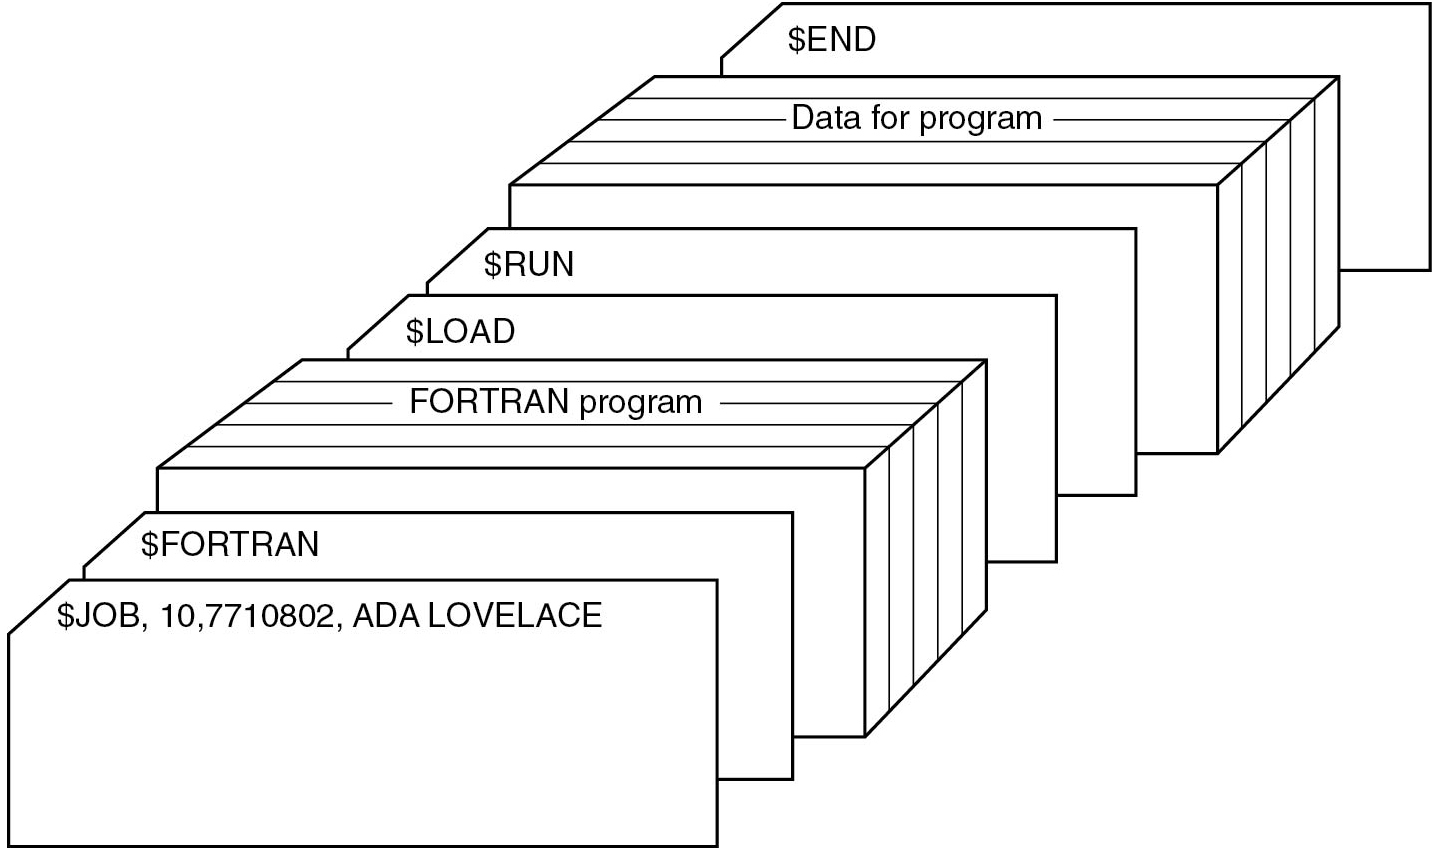 $END
Data for program
$RUN
$LOAD
FORTRAN program
$FORTRAN
$JOB, 10,7710802, ADA LOVELACE